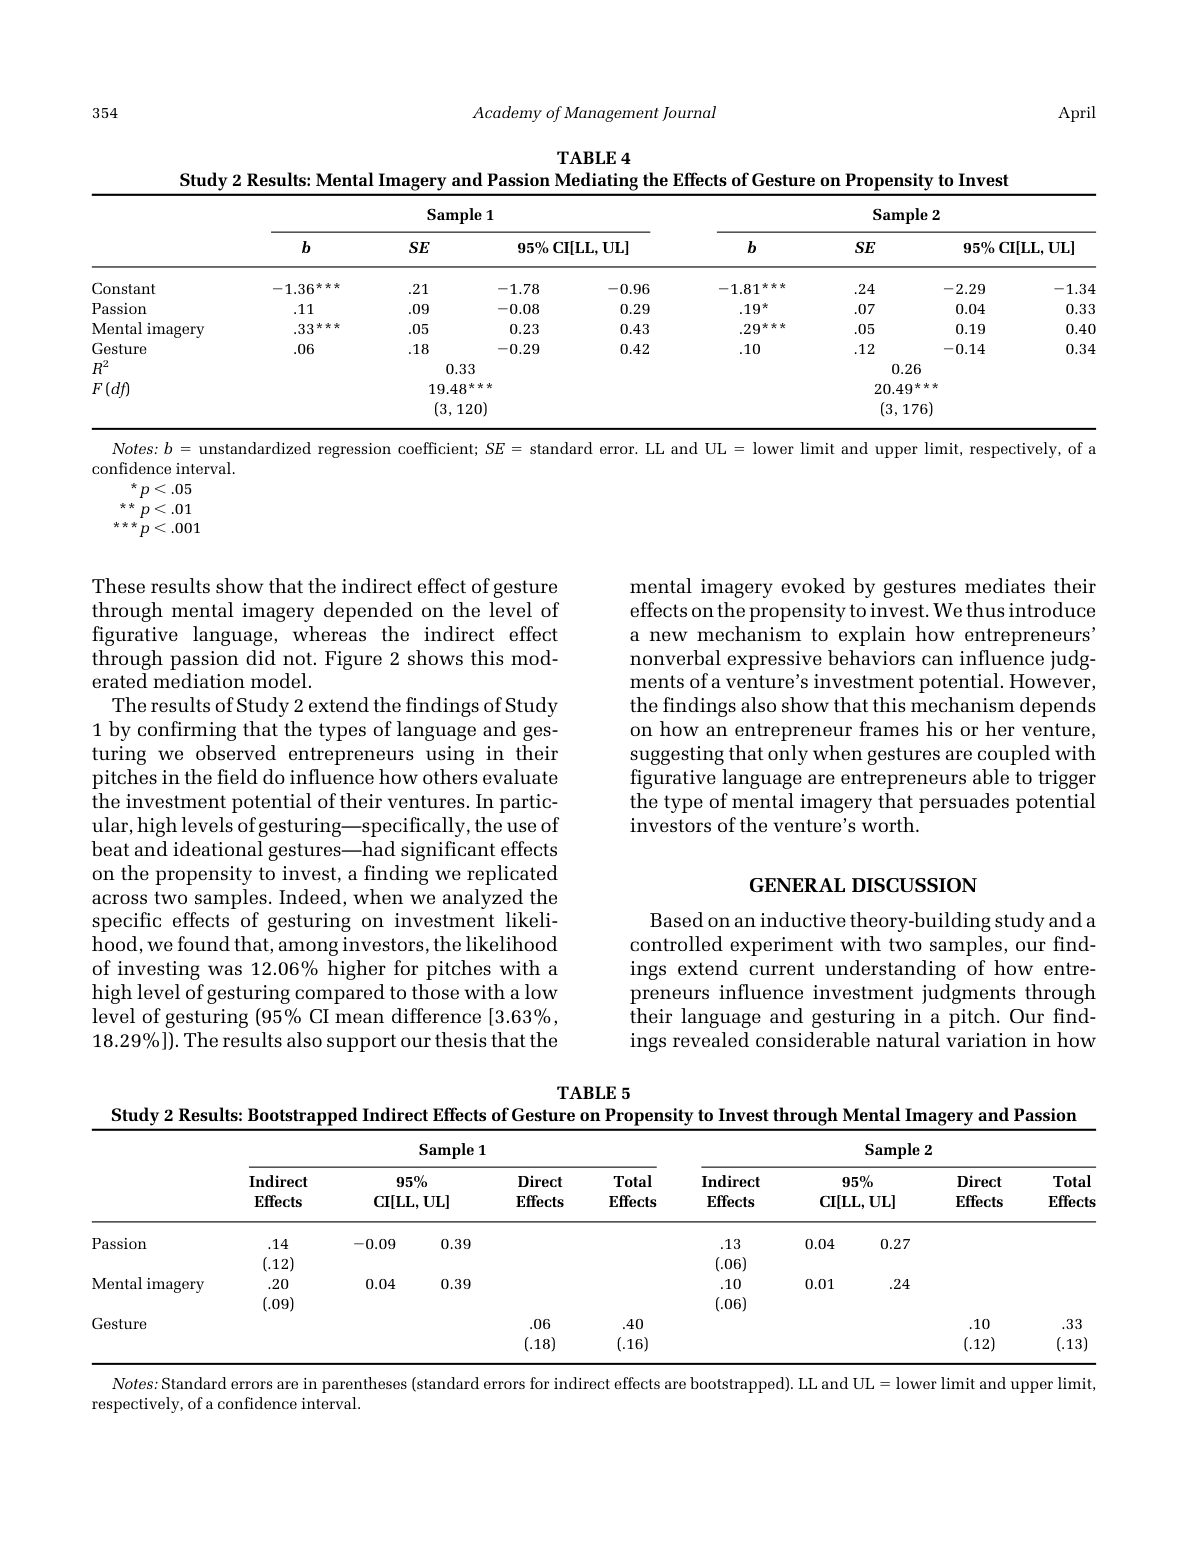 354 Academy of Management Journal April
TABLE 4
Study 2 Results: Mental Imagery and Passion Mediating the Effects of Gesture on Propensity to Invest
Sample 1 Sample 2
b SE 95% CI[LL, UL] b SE 95% CI[LL, UL]
Constant −1.36*** .21 −1.78 −0.96 −1.81*** .24 −2.29 −1.34
Passion .11 .09 −0.08 0.29 .19* .07 0.04 0.33
Mental imagery .33*** .05 0.23 0.43 .29*** .05 0.19 0.40
Gesture .06 .18 −0.29 0.42 .10 .12 −0.14 0.34
R2 0.33 0.26
F (df) 19.48*** 20.49***
(3, 120) (3, 176)
Notes: b = unstandardized regression coefficient; SE = standard error. LL and UL = lower limit and upper limit, respectively, of a
confidence interval.
* p < .05
** p < .01
*** p < .001
These results show that the indirect effect of gesture
through mental imagery depended on the level of
figurative language, whereas the indirect effect
through passion did not. Figure 2 shows this mod-
erated mediation model.
The results of Study 2 extend the findings of Study
1 by confirming that the types of language and ges-
turing we observed entrepreneurs using in their
pitches in the field do influence how others evaluate
the investment potential of their ventures. In partic-
ular, high levels of gesturing—specifically, the use of
beat and ideational gestures—had significant effects
on the propensity to invest, a finding we replicated
across two samples. Indeed, when we analyzed the
specific effects of gesturing on investment likeli-
hood, we found that, among investors, the likelihood
of investing was 12.06% higher for pitches with a
high level of gesturing compared to those with a low
level of gesturing (95% CI mean difference [3.63%,
18.29%]). The results also support our thesis that the
mental imagery evoked by gestures mediates their
effects on the propensity to invest. We thus introduce
a new mechanism to explain how entrepreneurs’
nonverbal expressive behaviors can influence judg-
ments of a venture’s investment potential. However,
the findings also show that this mechanism depends
on how an entrepreneur frames his or her venture,
suggesting that only when gestures are coupled with
figurative language are entrepreneurs able to trigger
the type of mental imagery that persuades potential
investors of the venture’s worth.
GENERAL DISCUSSION
Based on an inductive theory-building study and a
controlled experiment with two samples, our find-
ings extend current understanding of how entre-
preneurs influence investment judgments through
their language and gesturing in a pitch. Our find-
ings revealed considerable natural variation in how
TABLE 5
Study 2 Results: Bootstrapped Indirect Effects of Gesture on Propensity to Invest through Mental Imagery and Passion
Sample 1 Sample 2
Indirect 95% Direct Total Indirect 95% Direct Total
Effects CI[LL, UL] Effects Effects Effects CI[LL, UL] Effects Effects
Passion .14 −0.09 0.39 .13 0.04 0.27
(.12) (.06)
Mental imagery .20 0.04 0.39 .10 0.01 .24
(.09) (.06)
Gesture .06 .40 .10 .33
(.18) (.16) (.12) (.13)
Notes: Standard errors are in parentheses (standard errors for indirect effects are bootstrapped). LL and UL = lower limit and upper limit,
respectively, of a confidence interval.